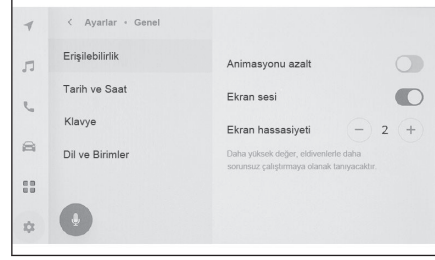 < Ayarlar • Genel
Erişilebilirlik
Tarih ve Saat
Klavye
Dil ve Birimler
Animasyonu azalt
Ekran sesi
Ekran hassasiyeti − 2 +
Daha yüksek değer, eldivenlerle daha
sorunsuz çalıştırmaya olanak tanıyacaktır.